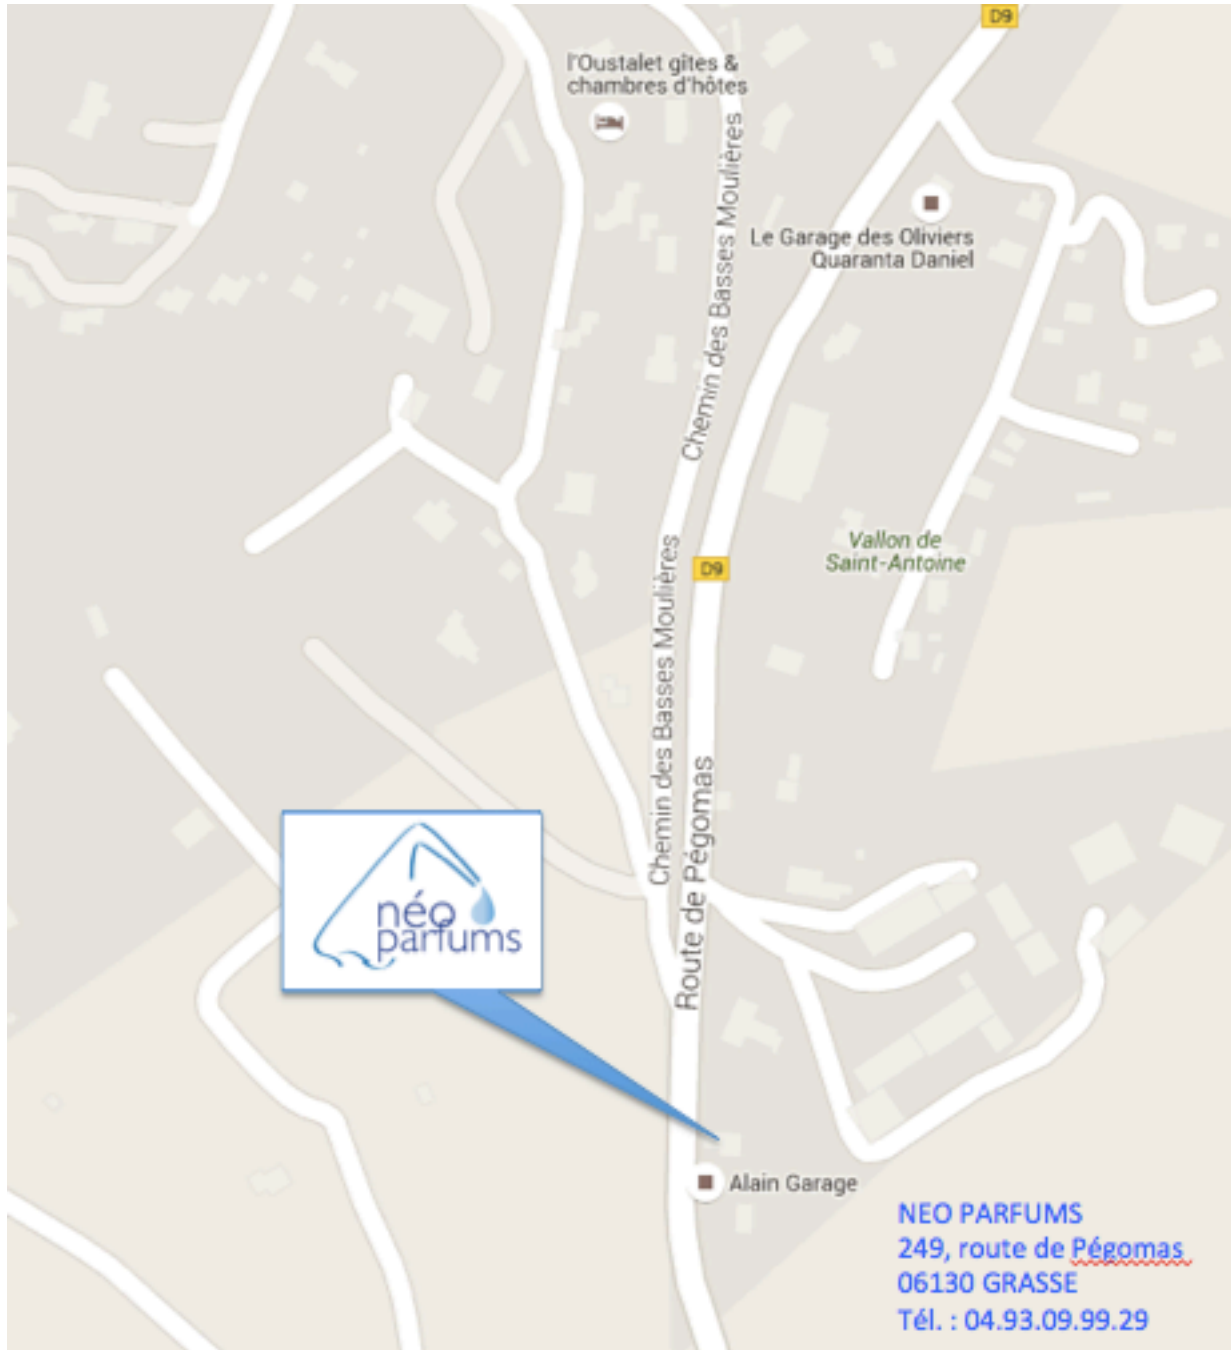 D9
l'Oustalet gîtes &
chambres d'hôtes
Chemin des Basses Moulières
Le Garage des Oliviers
Quaranta Daniel
Vallon de
Saint-Antoine
D9
Chemin des Basses Moulières
Route de Pégomas
néo
parfums
Alain Garage
NEO PARFUMS
249, route de Pégomas
06130 GRASSE
Tél. : 04.93.09.99.29